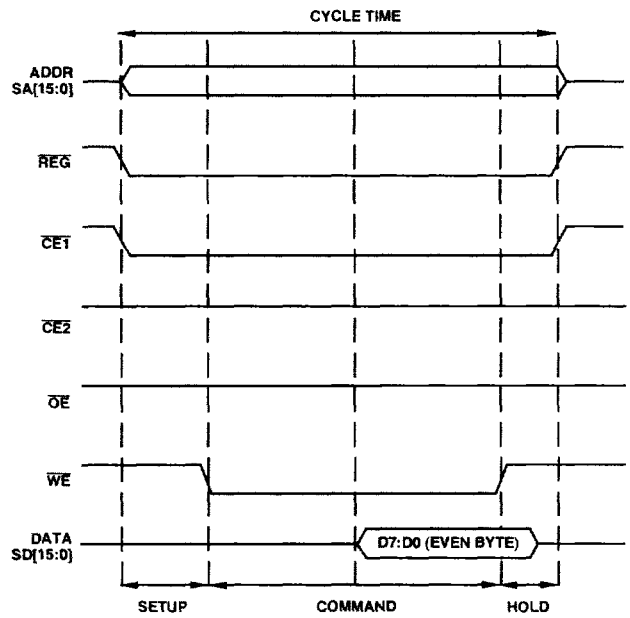 CYCLE TIME
ADDR
SA[15:0]
REG
CE1
CE2
OE
WE
DATA
SD[15:0]
D7:D0 (EVEN BYTE)
SETUP
COMMAND
HOLD